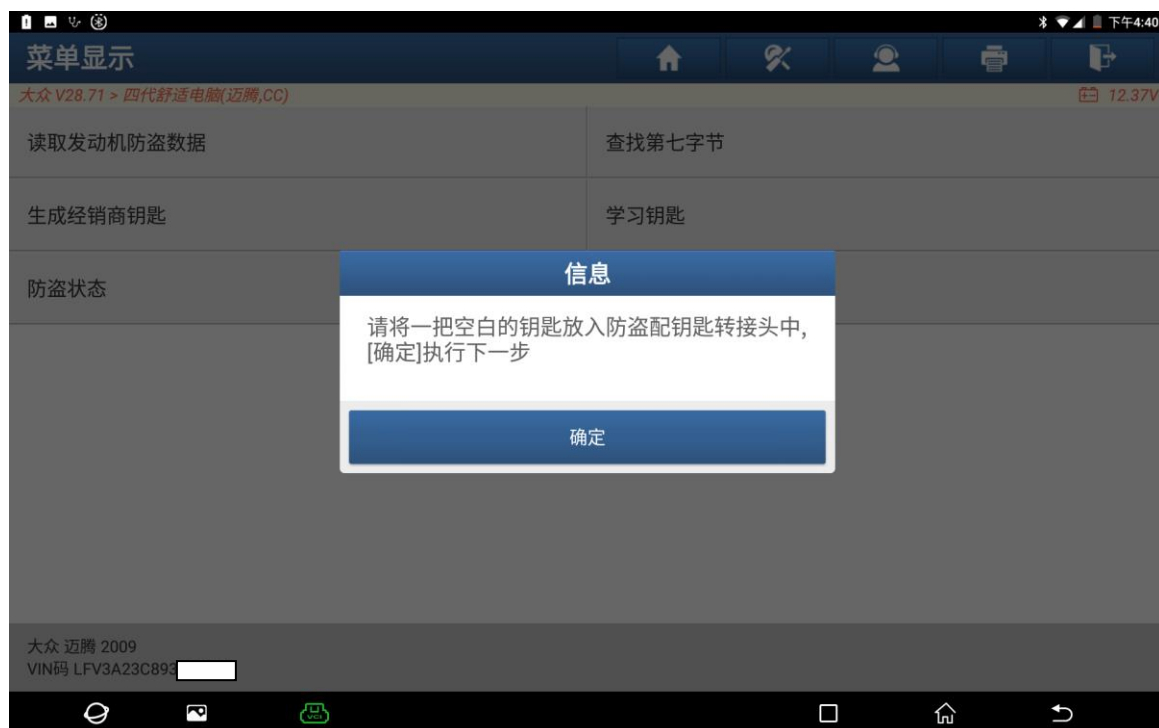 下午4:40
菜单显示
大众 V28.71 > 四代舒适电脑(迈腾,CC)
12.37V
读取发动机防盗数据
查找第七字节
生成经销商钥匙
学习钥匙
防盗状态
信息
请将一把空白的钥匙放入防盗配钥匙转接头中,
[确定]执行下一步
确定
大众 迈腾 2009
VIN码 LFV3A23C893
VCI